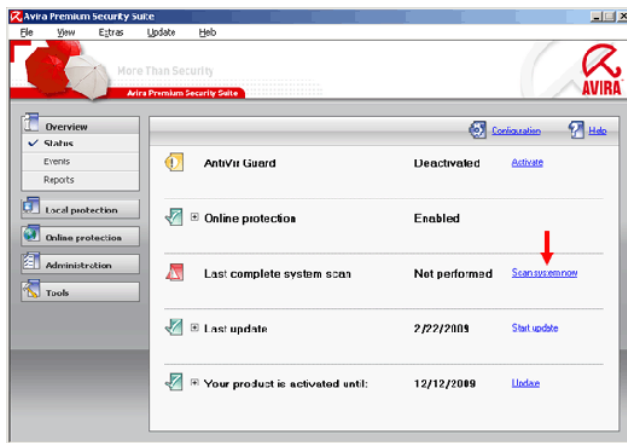 Avira Premium Security Suite
File View Extras Update Help
More Than Security
Avira Premium Security Suite
AVIRA
Overview
Status
Events
Reports
Local protection
Online protection
Administration
Tools
Configuration Help
AntiVir Guard Deactivated Activate
Online protection Enabled
Last complete system scan Not performed Scan system now
Last update 2/22/2009 Start update
Your product is activated until: 12/12/2009 Update